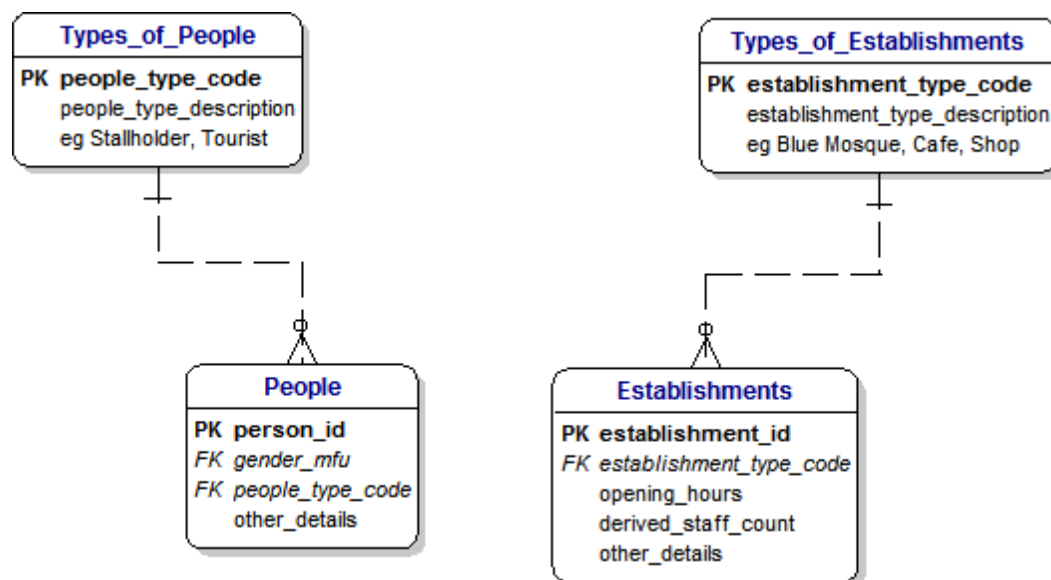 Types_of_People
PK people_type_code
people_type_description
eg Stallholder, Tourist
Types_of_Establishments
PK establishment_type_code
establishment_type_description
eg Blue Mosque, Cafe, Shop
People
PK person_id
FK gender_mfu
FK people_type_code
other_details
Establishments
PK establishment_id
FK establishment_type_code
opening_hours
derived_staff_count
other_details